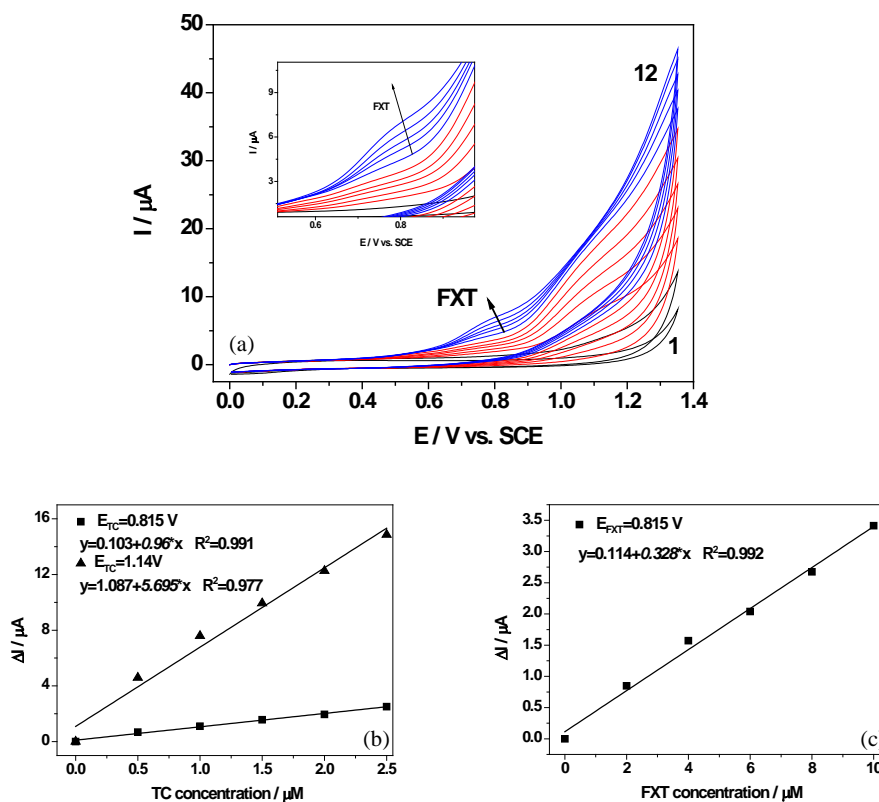 50
40
30
20
10
0
I / µA
12
FXT
1
(a)
9
6
3
I / µA
FXT
0.6 0.8
E / V vs. SCE
0.0 0.2 0.4 0.6 0.8 1.0 1.2 1.4
E / V vs. SCE
16
12
8
4
0
ΔI / µA
E_TC=0.815 V
y=0.103+0.96*x R²=0.991
E_TC=1.14V
y=1.087+5.695*x R²=0.977
(b)
0.0 0.5 1.0 1.5 2.0 2.5
TC concentration / µM
3.5
3.0
2.5
2.0
1.5
1.0
0.5
0.0
ΔI / µA
E_FXT=0.815 V
y=0.114+0.328*x R²=0.992
(c
0 2 4 6 8 10
FXT concentration / µM